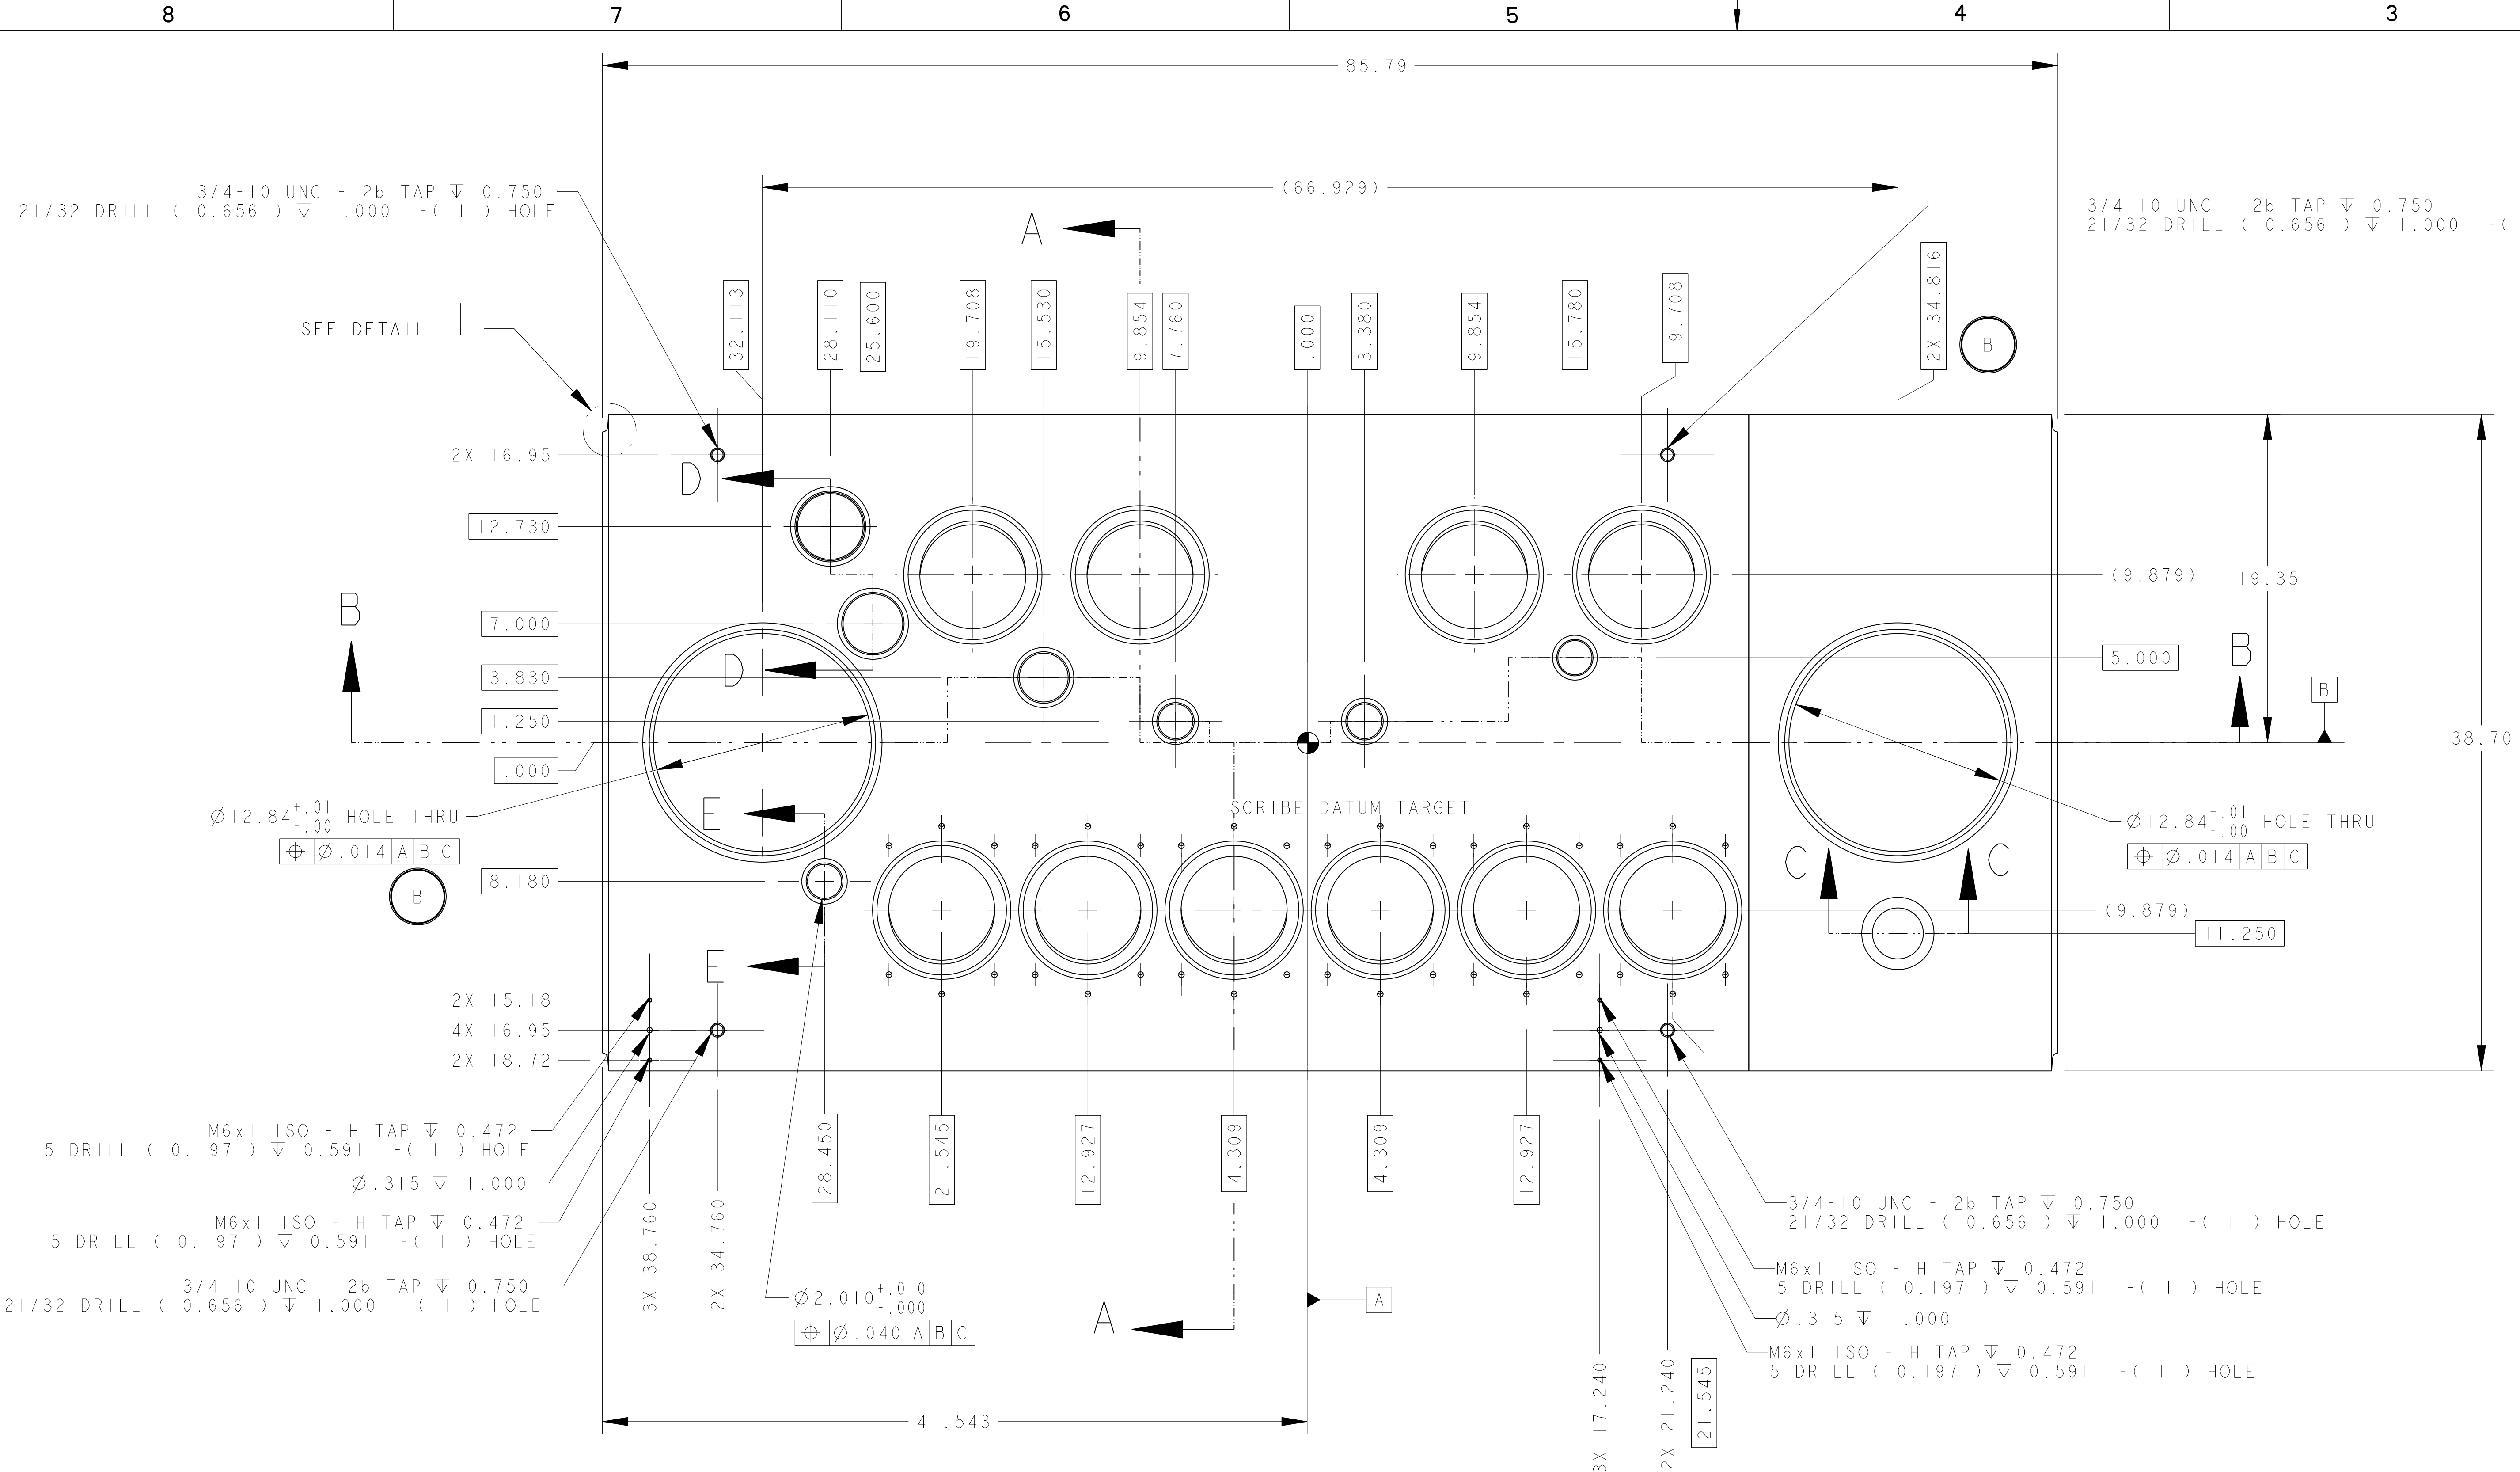 8 7 6 5 4 3
85.79
(66.929)
3/4-10 UNC - 2b TAP ↧ 0.750
21/32 DRILL ( 0.656 ) ↧ 1.000 -( 1 ) HOLE
3/4-10 UNC - 2b TAP ↧ 0.750
21/32 DRILL ( 0.656 ) ↧ 1.000 -(
A
SEE DETAIL L
32.113
28.110
25.600
19.708
15.530
9.854
7.760
.000
3.380
9.854
15.780
19.708
2X 34.816
B
2X 16.95
D
12.730
(9.879)
19.35
B
7.000
D
3.830
5.000
B
B
1.250
38.70
.000
⌀12.84 +.01 -.00 HOLE THRU
⌖ ⌀.014 A B C
B
E
SCRIBE DATUM TARGET
⌀12.84 +.01 -.00 HOLE THRU
⌖ ⌀.014 A B C
C C
8.180
(9.879)
11.250
E
2X 15.18
4X 16.95
2X 18.72
M6x1 ISO - H TAP ↧ 0.472
5 DRILL ( 0.197 ) ↧ 0.591 -( 1 ) HOLE
⌀.315 ↧ 1.000
M6x1 ISO - H TAP ↧ 0.472
5 DRILL ( 0.197 ) ↧ 0.591 -( 1 ) HOLE
3/4-10 UNC - 2b TAP ↧ 0.750
21/32 DRILL ( 0.656 ) ↧ 1.000 -( 1 ) HOLE
3X 38.760
2X 34.760
28.450
21.545
12.927
4.309
4.309
12.927
⌀2.010 +.010 -.000
⌖ ⌀.040 A B C
A
A
3/4-10 UNC - 2b TAP ↧ 0.750
21/32 DRILL ( 0.656 ) ↧ 1.000 -( 1 ) HOLE
M6x1 ISO - H TAP ↧ 0.472
5 DRILL ( 0.197 ) ↧ 0.591 -( 1 ) HOLE
⌀.315 ↧ 1.000
M6x1 ISO - H TAP ↧ 0.472
5 DRILL ( 0.197 ) ↧ 0.591 -( 1 ) HOLE
3X 17.240
2X 21.240
21.545
41.543